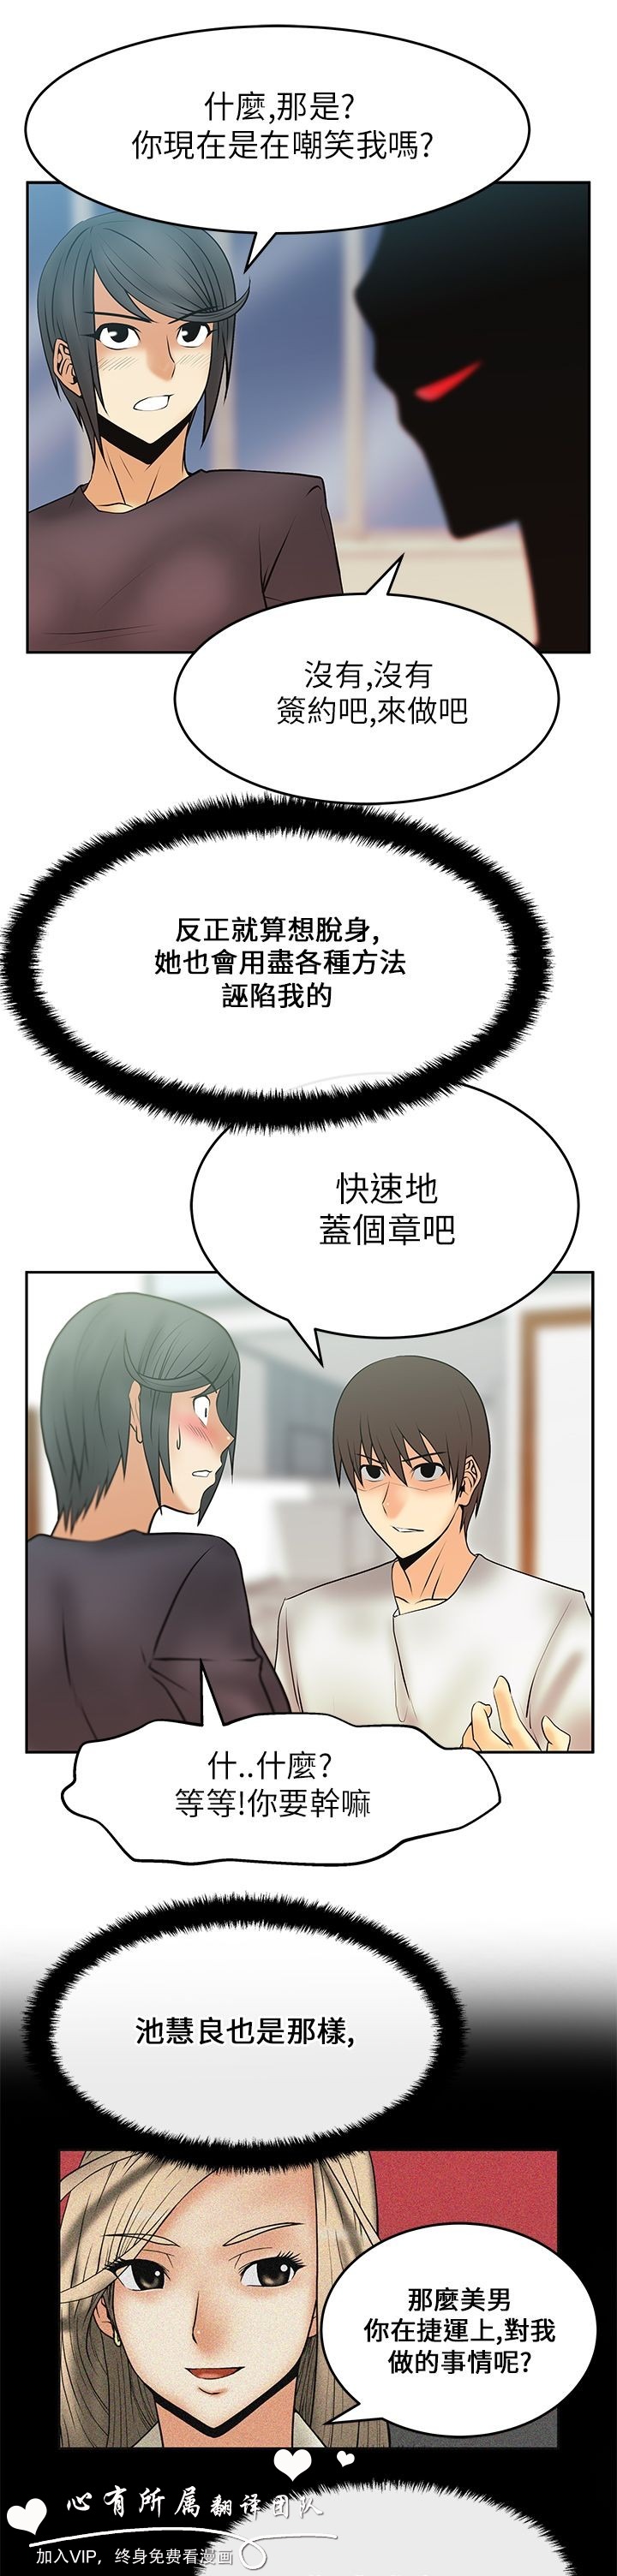 什麼,那是?
你現在是在嘲笑我嗎?
沒有,沒有
簽約吧,來做吧
反正就算想脫身,
她也會用盡各種方法
誣陷我的
快速地
蓋個章吧
什..什麼?
等等!你要幹嘛
池慧良也是那樣,
那麼美男
你在捷運上,對我
做的事情呢?
心有所属翻译团队
加入VIP，终身免费看漫画